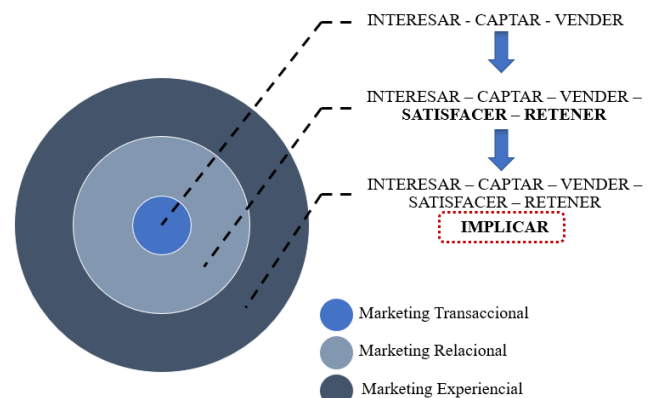 INTERESAR - CAPTAR - VENDER
INTERESAR – CAPTAR – VENDER –
SATISFACER – RETENER
INTERESAR – CAPTAR – VENDER –
SATISFACER – RETENER
IMPLICAR
Marketing Transaccional
Marketing Relacional
Marketing Experiencial